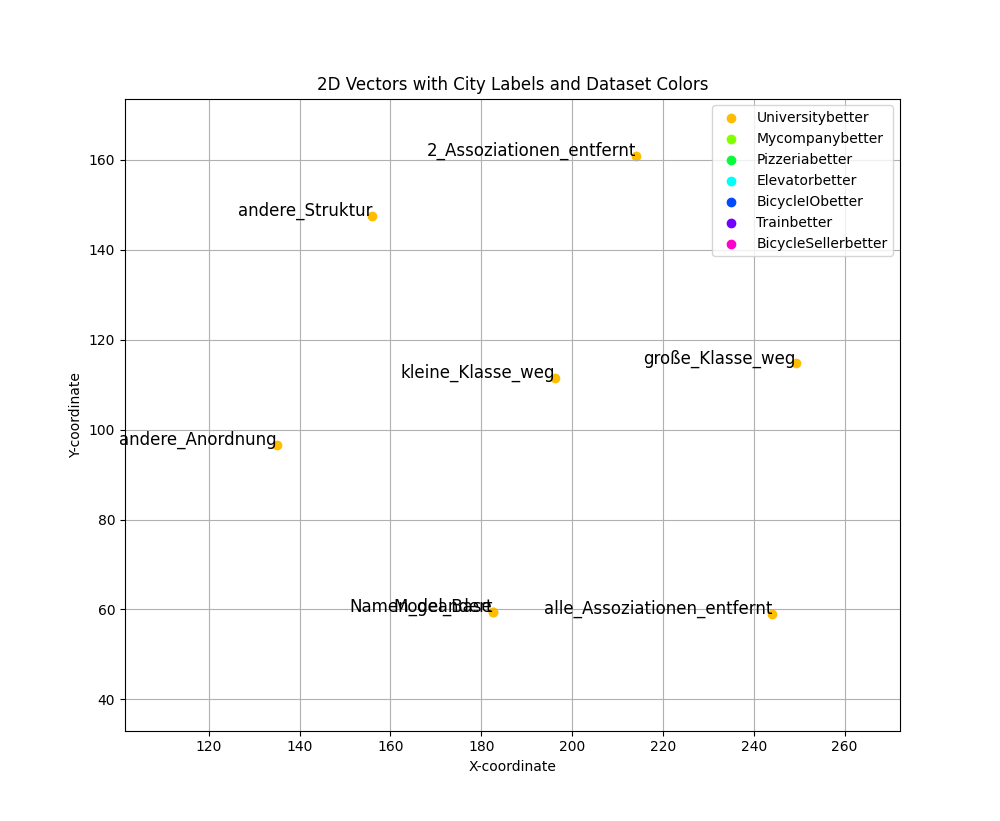 2D Vectors with City Labels and Dataset Colors
Universitybetter
Mycompanybetter
Pizzeriabetter
Elevatorbetter
BicycleIObetter
Trainbetter
BicycleSellerbetter
2_Assoziationen_entfernt
andere_Struktur
große_Klasse_weg
kleine_Klasse_weg
andere_Anordnung
alle_Assoziationen_entfernt
160
140
120
100
80
60
40
Y-coordinate
120 140 160 180 200 220 240 260
X-coordinate